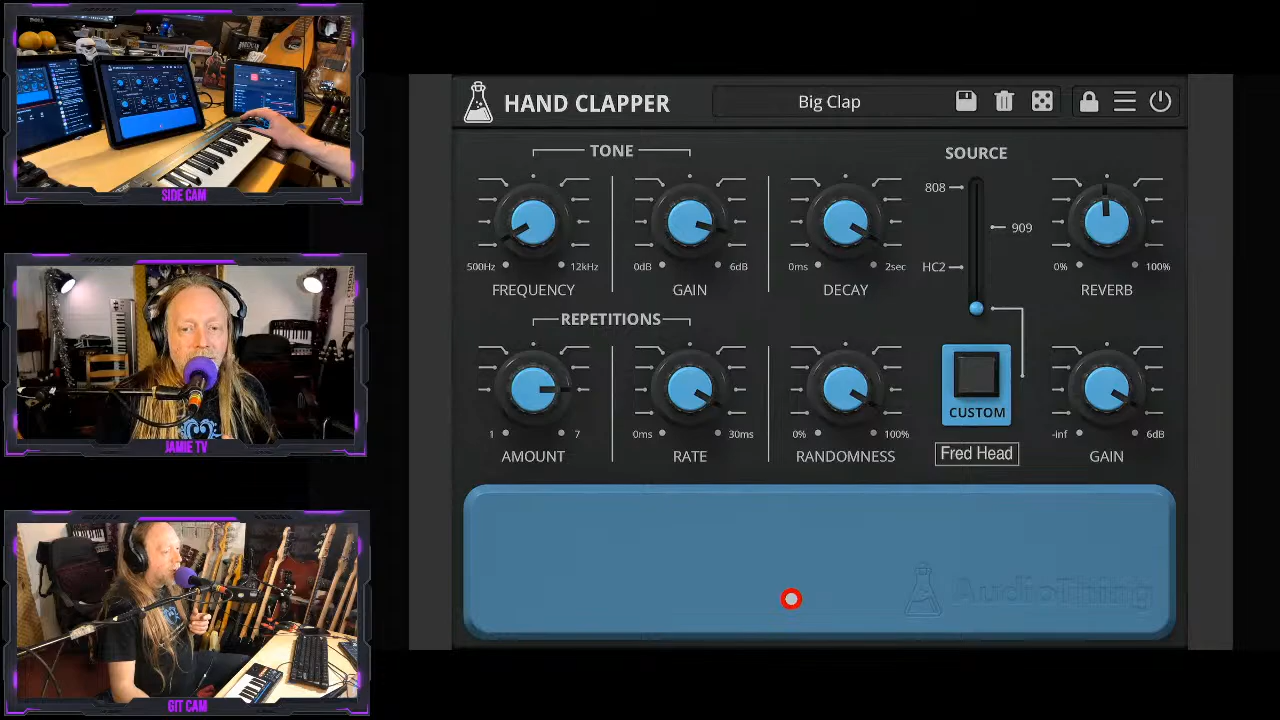 SIDE CAM
JAMIE TV
GIT CAM
HAND CLAPPER
Big Clap
TONE
SOURCE
500Hz
12kHz
FREQUENCY
0dB
6dB
GAIN
0ms
2sec
DECAY
808
909
HC2
0%
100%
REVERB
REPETITIONS
1
7
AMOUNT
0ms
30ms
RATE
0%
100%
RANDOMNESS
CUSTOM
Fred Head
-inf
6dB
GAIN
AudioThing